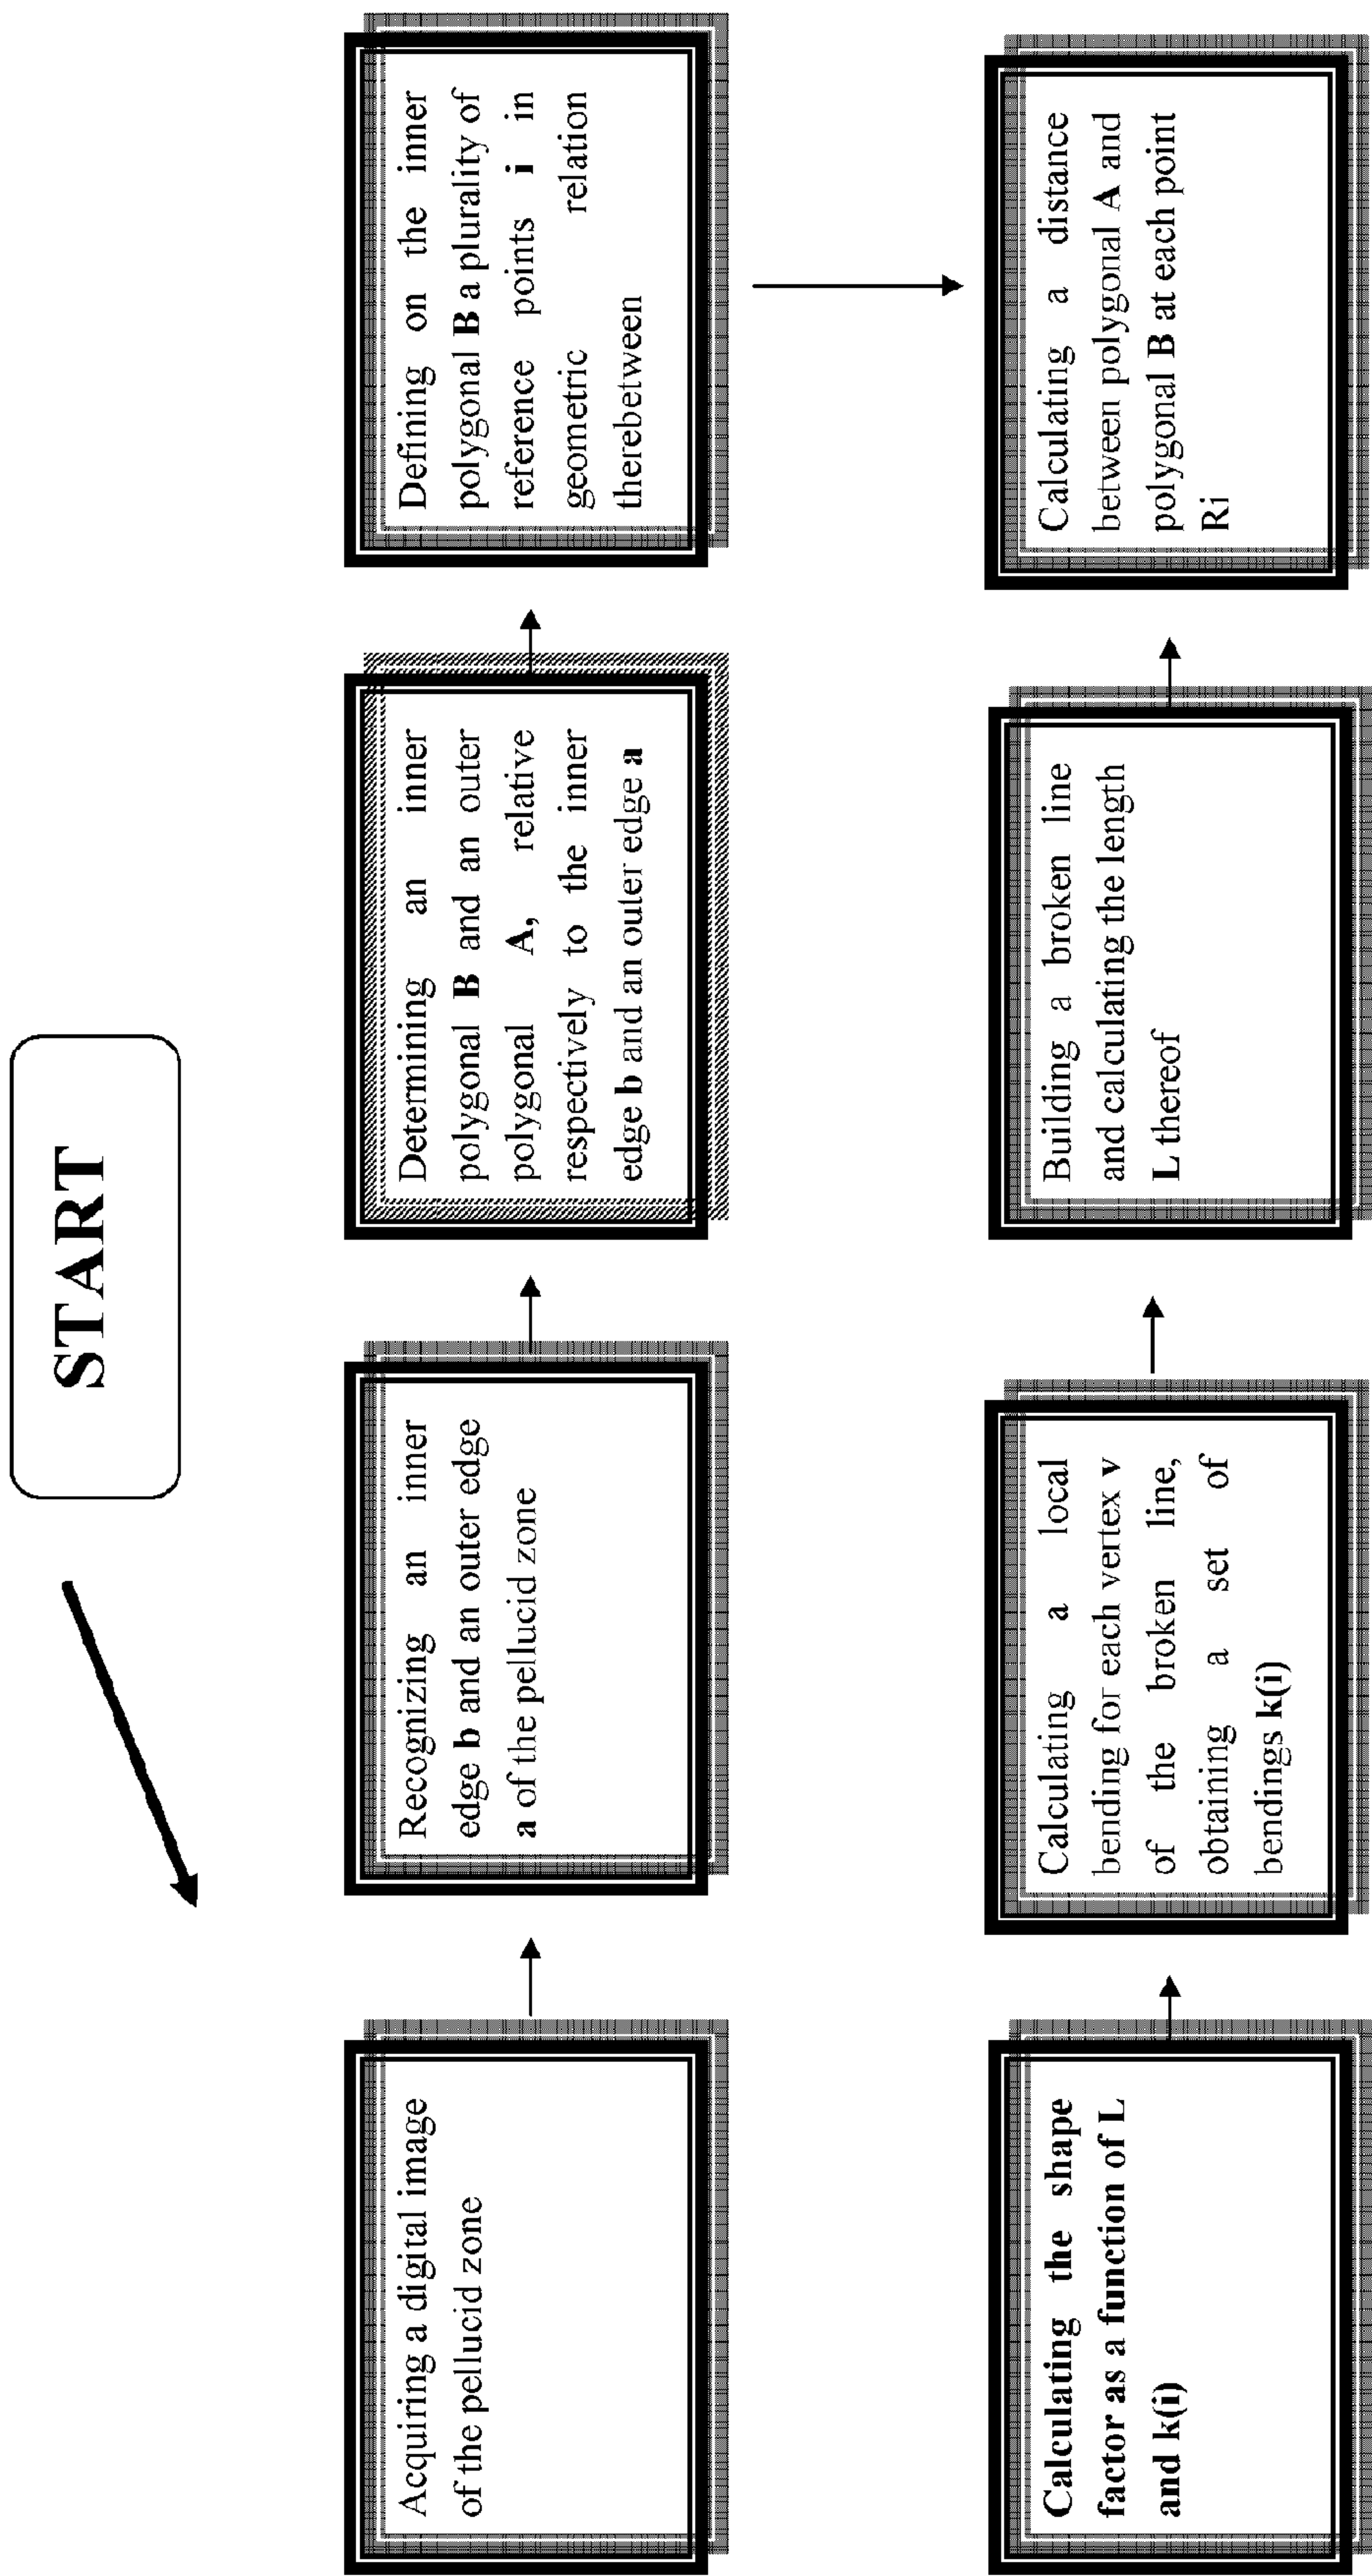 START
Acquiring a digital image
of the pellucid zone
Recognizing an inner
edge b and an outer edge
a of the pellucid zone
Determining an inner
polygonal B and an outer
polygonal A, relative
respectively to the inner
edge b and an outer edge a
Defining on the inner
polygonal B a plurality of
reference points i in
geometric relation
therebetween
Calculating a distance
between polygonal A and
polygonal B at each point
Ri
Building a broken line
and calculating the length
L thereof
Calculating a local
bending for each vertex v
of the broken line,
obtaining a set of
bendings k(i)
Calculating the shape
factor as a function of L
and k(i)